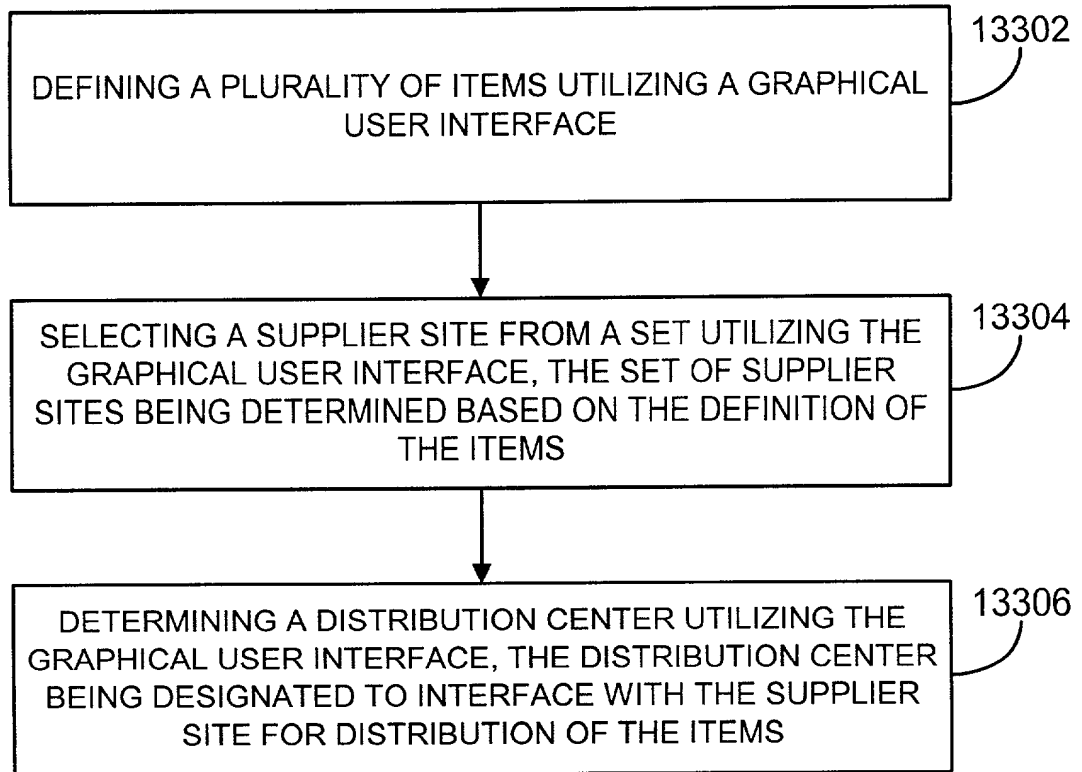 13302
DEFINING A PLURALITY OF ITEMS UTILIZING A GRAPHICAL
USER INTERFACE
13304
SELECTING A SUPPLIER SITE FROM A SET UTILIZING THE
GRAPHICAL USER INTERFACE, THE SET OF SUPPLIER
SITES BEING DETERMINED BASED ON THE DEFINITION OF
THE ITEMS
13306
DETERMINING A DISTRIBUTION CENTER UTILIZING THE
GRAPHICAL USER INTERFACE, THE DISTRIBUTION CENTER
BEING DESIGNATED TO INTERFACE WITH THE SUPPLIER
SITE FOR DISTRIBUTION OF THE ITEMS